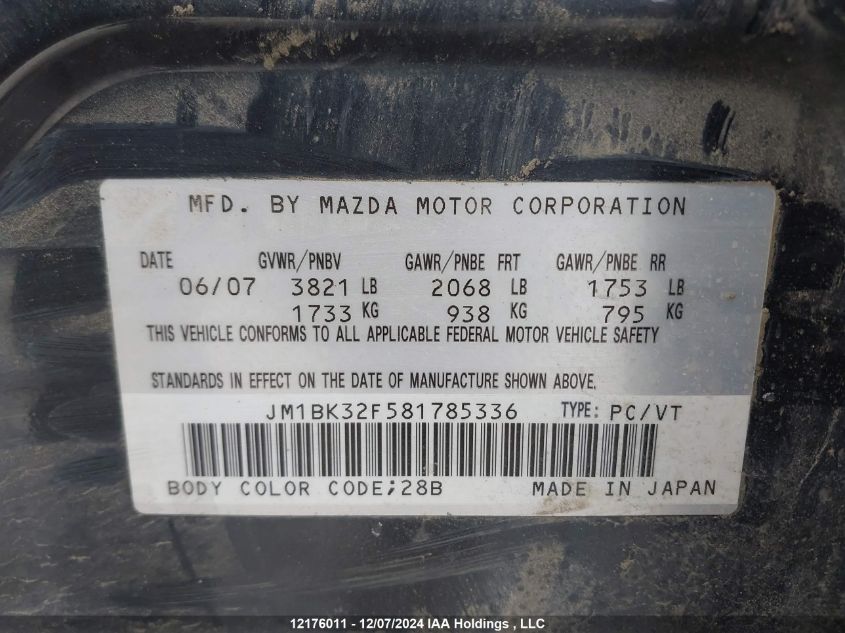 MFD. BY MAZDA MOTOR CORPORATION
DATE GVWR/PNBV GAWR/PNBE FRT GAWR/PNBE RR
06/07 3821 LB 2068 LB 1753 LB
1733 KG 938 KG 795 KG
THIS VEHICLE CONFORMS TO ALL APPLICABLE FEDERAL MOTOR VEHICLE SAFETY
STANDARDS IN EFFECT ON THE DATE OF MANUFACTURE SHOWN ABOVE.
JM1BK32F581785336 TYPE: PC/VT
BODY COLOR CODE;28B MADE IN JAPAN
12176011 - 12/07/2024 IAA Holdings , LLC